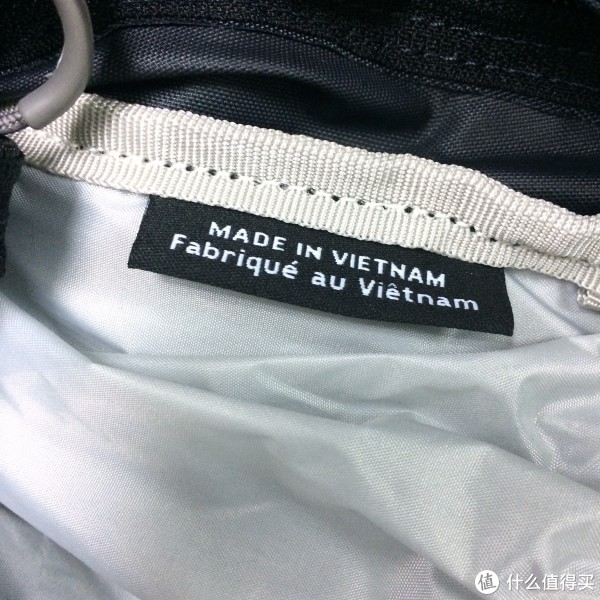 MADE IN VIETNAM
Fabriqué au Viêtnam
值 什么值得买